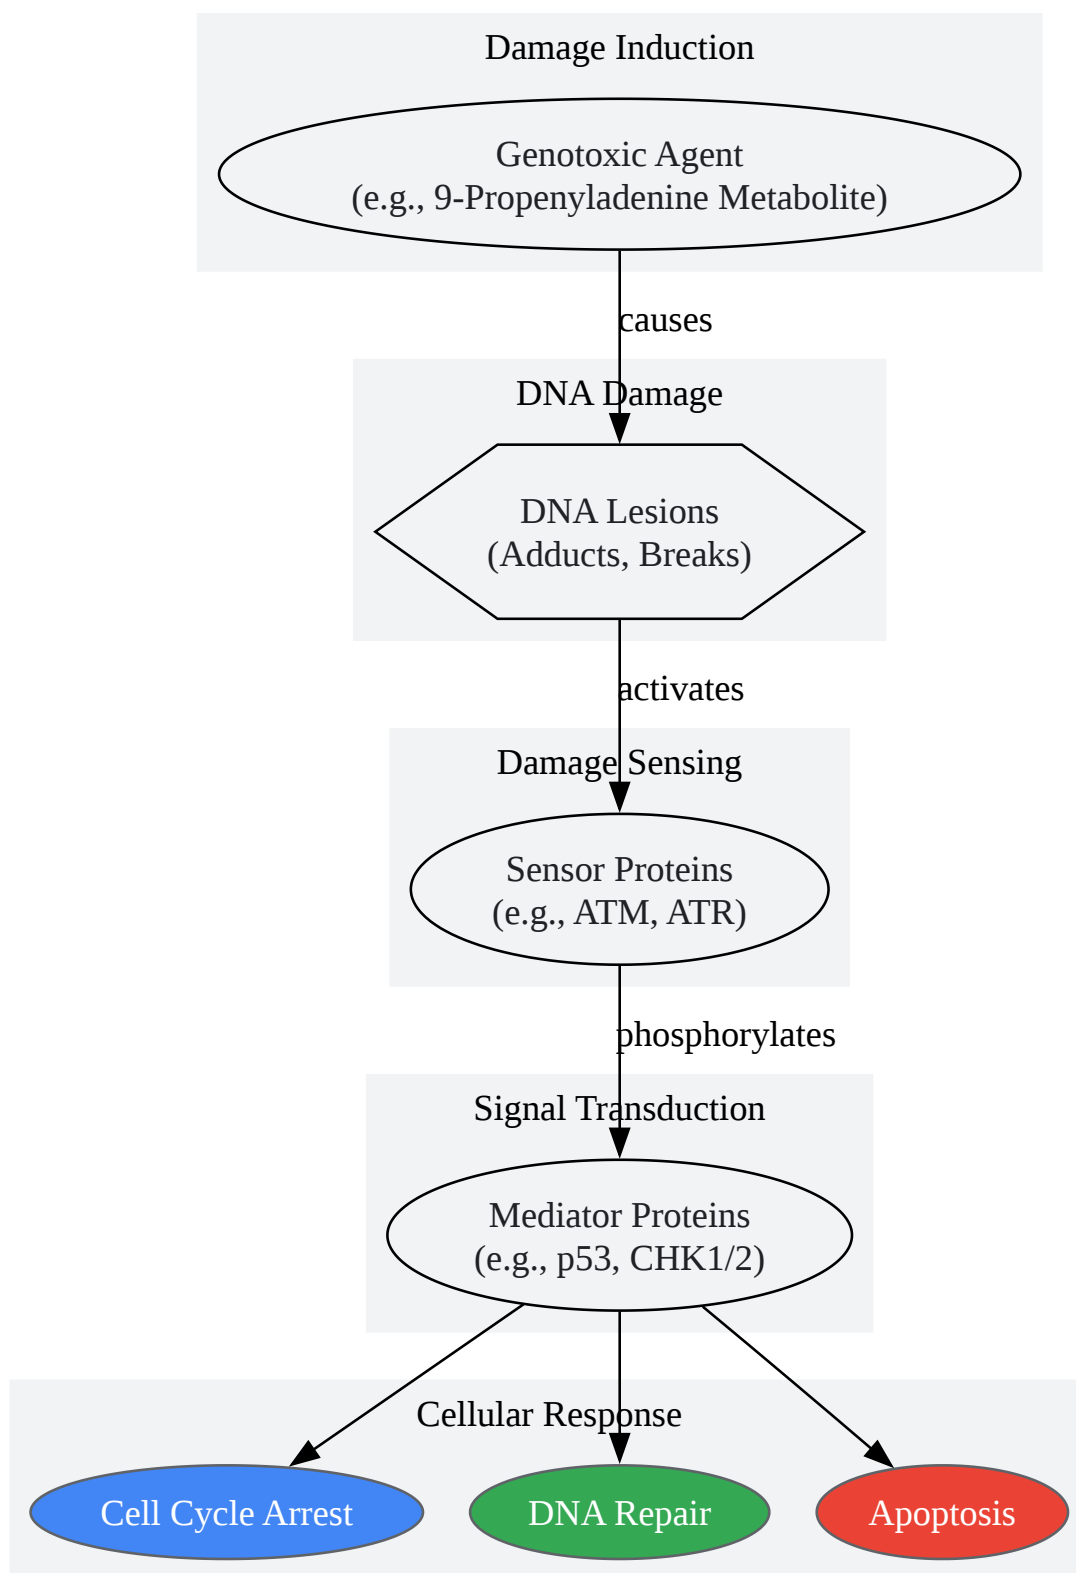 Damage Induction
Genotoxic Agent
(e.g., 9-Propenyladenine Metabolite)
causes
DNA Damage
DNA Lesions
(Adducts, Breaks)
activates
Damage Sensing
Sensor Proteins
(e.g., ATM, ATR)
phosphorylates
Signal Transduction
Mediator Proteins
(e.g., p53, CHK1/2)
Cellular Response
Cell Cycle Arrest
DNA Repair
Apoptosis